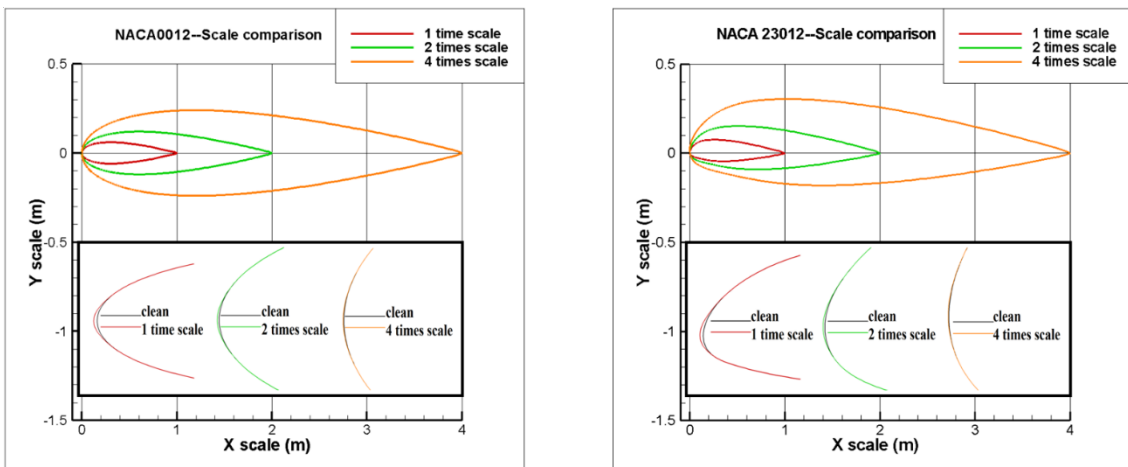 NACA0012--Scale comparison
1 time scale
2 times scale
4 times scale
0.5
0
-0.5
-1
-1.5
Y scale (m)
clean
1 time scale
clean
2 times scale
clean
4 times scale
0 1 2 3 4
X scale (m)
NACA 23012--Scale comparison
1 time scale
2 times scale
4 times scale
0.5
0
-0.5
-1
-1.5
Y scale (m)
clean
1 time scale
clean
2 times scale
clean
4 times scale
0 1 2 3 4
X scale (m)